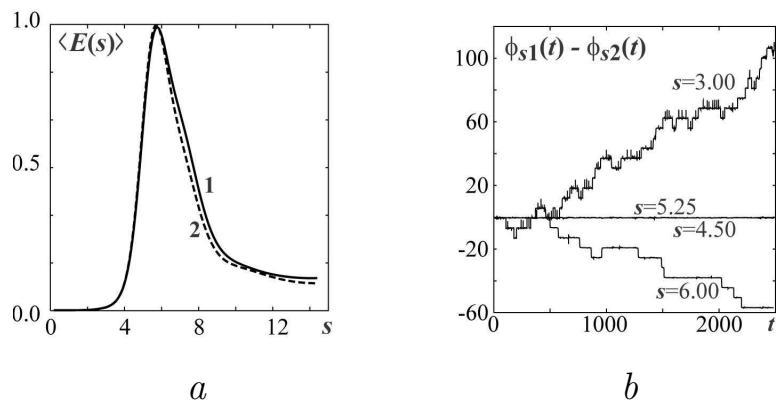 1.0
⟨E(s)⟩
0.5
1
2
0.0
0 4 8 12 s
a
ϕs1(t) - ϕs2(t)
100
60
20
-20
-60
s=3.00
s=5.25
s=4.50
s=6.00
0 1000 2000 t
b